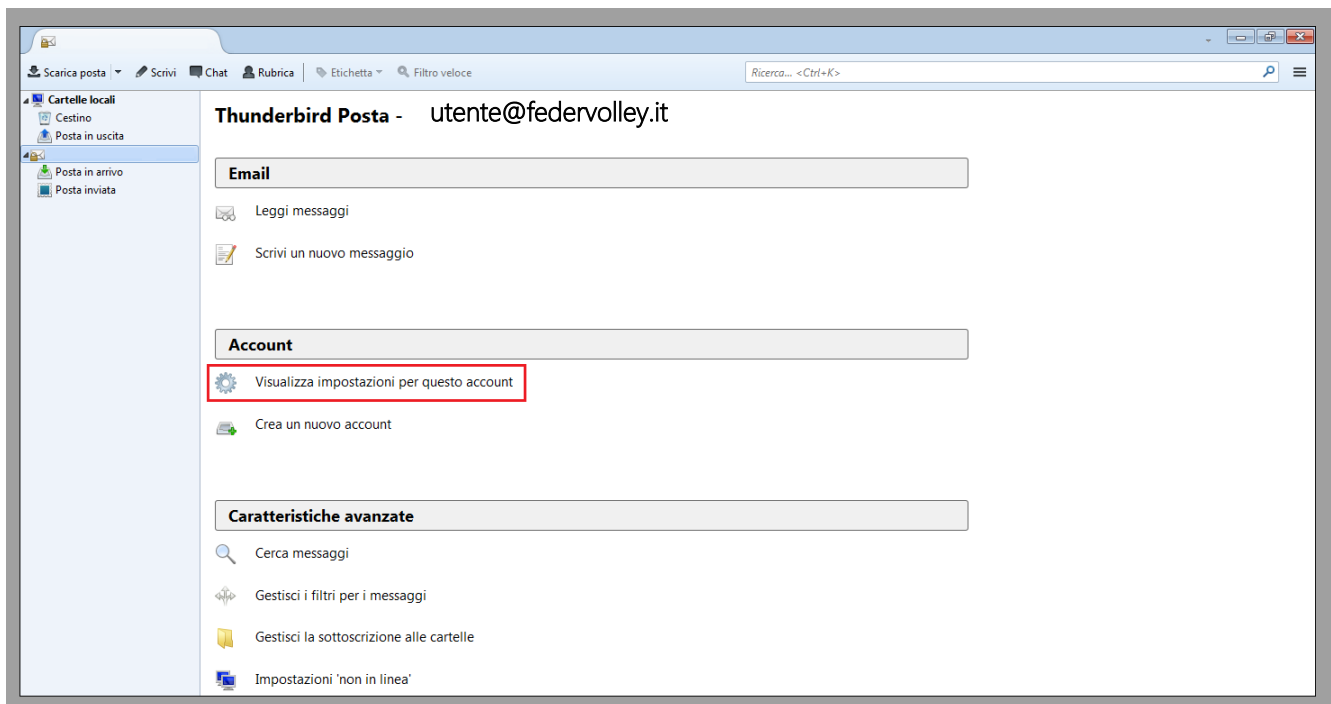 Scarica posta Scrivi Chat Rubrica Etichetta Filtro veloce Ricerca... <Ctrl+K>
Cartelle locali
Cestino
Posta in uscita
Posta in arrivo
Posta inviata
Thunderbird Posta - utente@federvolley.it
Email
Leggi messaggi
Scrivi un nuovo messaggio
Account
Visualizza impostazioni per questo account
Crea un nuovo account
Caratteristiche avanzate
Cerca messaggi
Gestisci i filtri per i messaggi
Gestisci la sottoscrizione alle cartelle
Impostazioni 'non in linea'